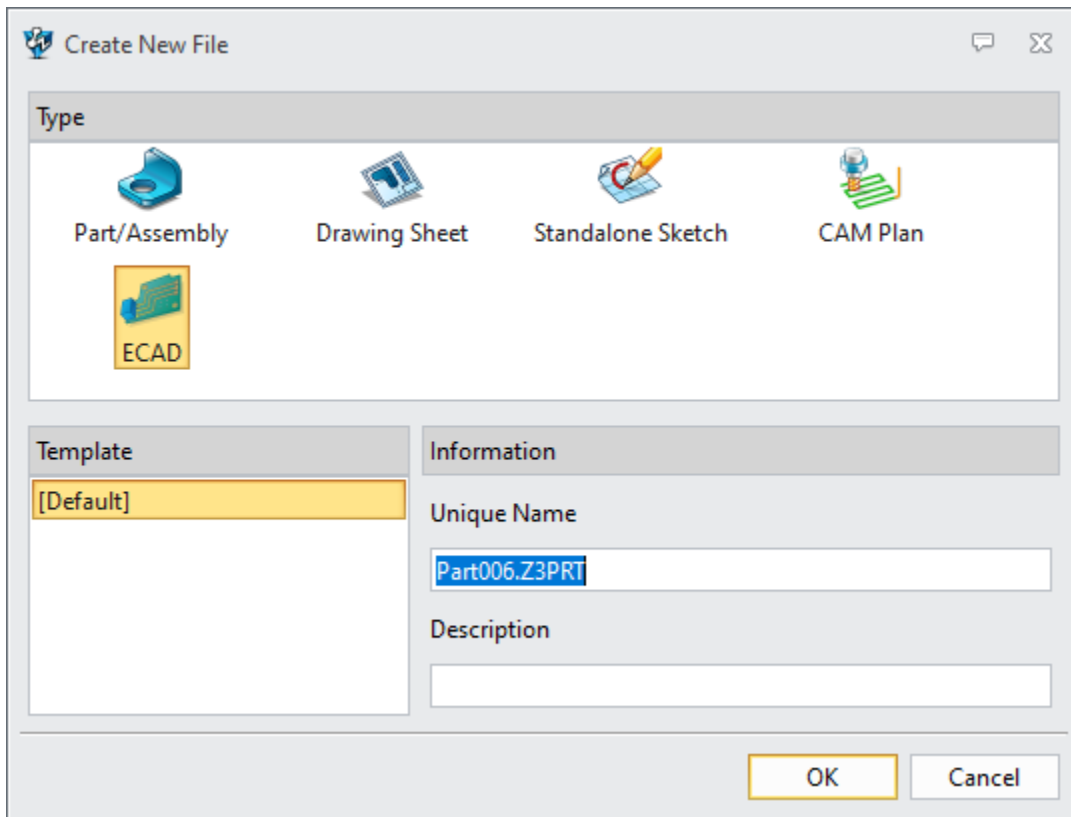 Create New File
Type
Part/Assembly
Drawing Sheet
Standalone Sketch
CAM Plan
ECAD
Template
[Default]
Information
Unique Name
Part006.Z3PRT
Description
OK
Cancel